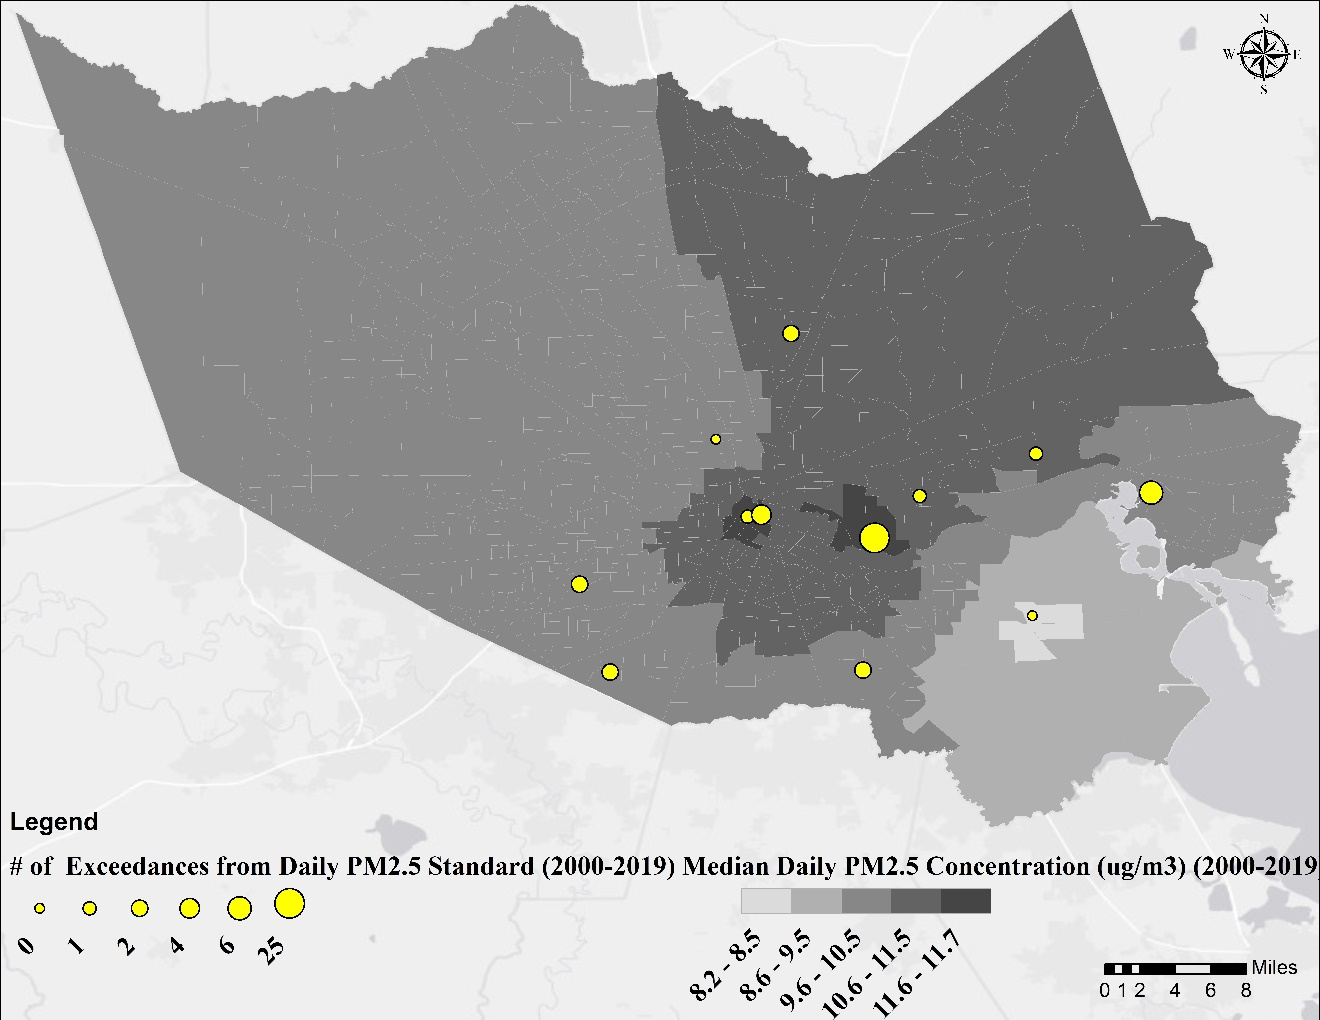 N
W E
S
Legend
# of Exceedances from Daily PM2.5 Standard (2000-2019) Median Daily PM2.5 Concentration (ug/m3) (2000-2019
0 1 2 4 6 25
8.2 - 8.5 8.6 - 9.5 9.6 - 10.5 10.6 - 11.5 11.6 - 11.7
Miles
0 1 2 4 6 8